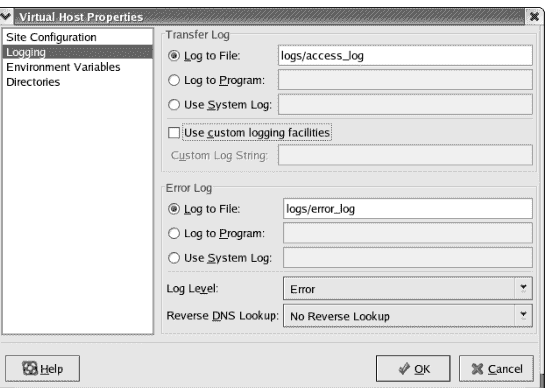 Virtual Host Properties
Site Configuration
Logging
Environment Variables
Directories
Transfer Log
Log to File: logs/access_log
Log to Program:
Use System Log:
Use custom logging facilities
Custom Log String:
Error Log
Log to File: logs/error_log
Log to Program:
Use System Log:
Log Level: Error
Reverse DNS Lookup: No Reverse Lookup
Help
OK
Cancel